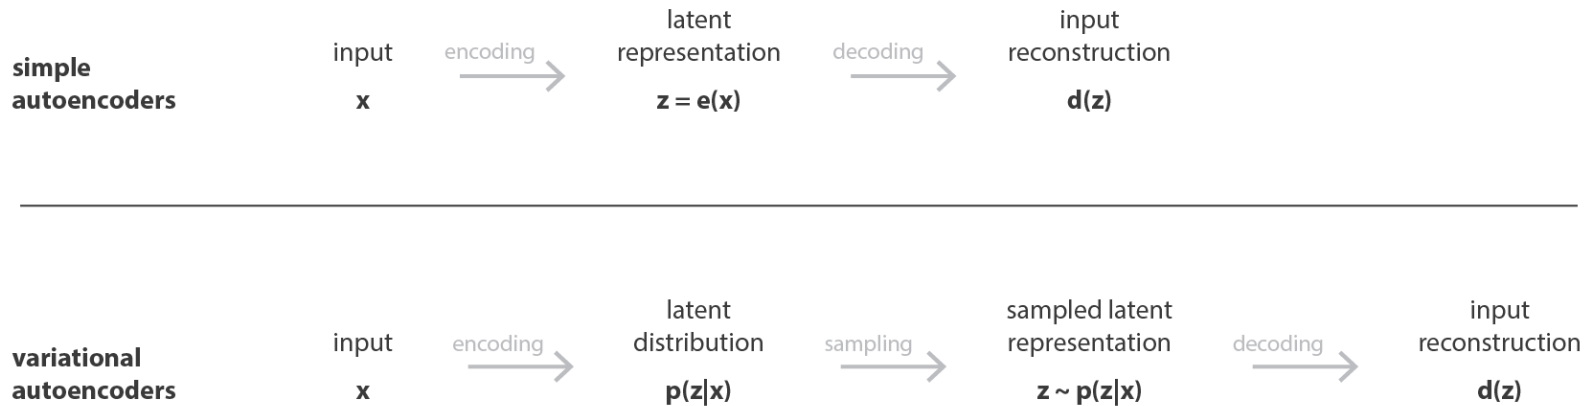 simple
autoencoders
input
x
encoding
latent
representation
z = e(x)
decoding
input
reconstruction
d(z)
variational
autoencoders
input
x
encoding
latent
distribution
p(z|x)
sampling
sampled latent
representation
z ~ p(z|x)
decoding
input
reconstruction
d(z)